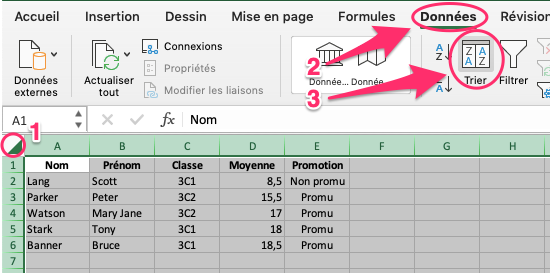 Accueil Insertion Dessin Mise en page Formules Données Révision
Données externes
Actualiser tout
Connexions
Propriétés
Modifier les liaisons
Donnée... Donnée...
A Z
Z A
Z A A Z
Trier
Filtrer
2
3
A1 fx Nom
1
A B C D E F G H
1 Nom Prénom Classe Moyenne Promotion
2 Lang Scott 3C1 8,5 Non promu
3 Parker Peter 3C2 15,5 Promu
4 Watson Mary Jane 3C2 17 Promu
5 Stark Tony 3C1 18 Promu
6 Banner Bruce 3C1 18,5 Promu
7